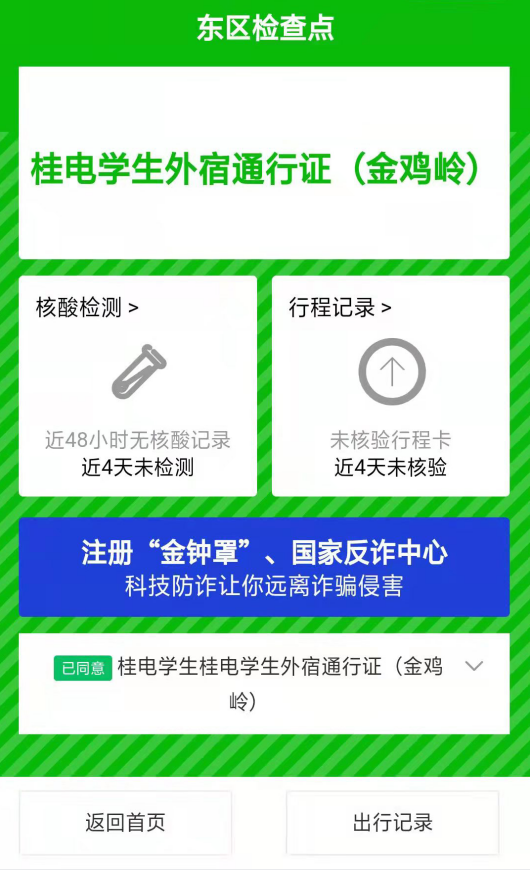 东区检查点
桂电学生外宿通行证（金鸡岭）
核酸检测 >
行程记录 >
近48小时无核酸记录
近4天未检测
未核验行程卡
近4天未核验
注册“金钟罩”、国家反诈中心
科技防诈让你远离诈骗侵害
已同意 桂电学生桂电学生外宿通行证（金鸡
岭）
返回首页
出行记录